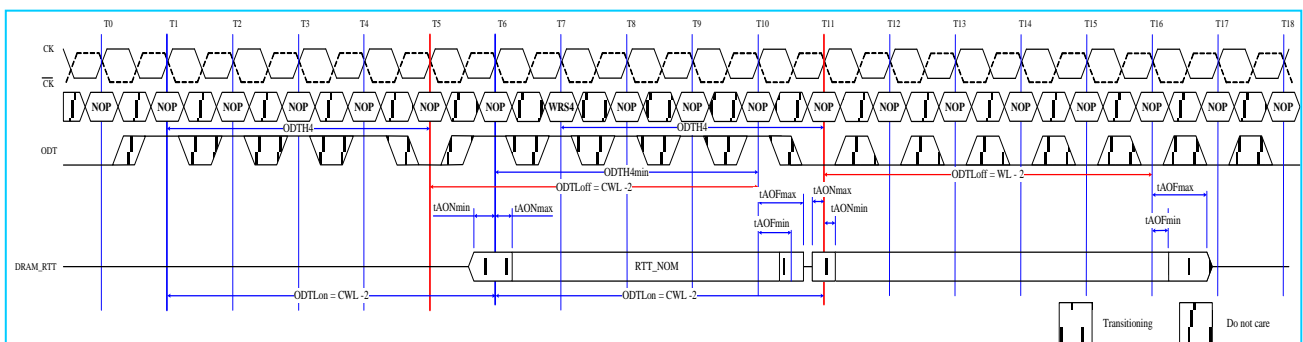 T0 T1 T2 T3 T4 T5 T6 T7 T8 T9 T10 T11 T12 T13 T14 T15 T16 T17 T18
CK
CK
NOP NOP NOP NOP NOP NOP NOP WRS4 NOP NOP NOP NOP NOP NOP NOP NOP NOP NOP NOP
ODTH4 ODTH4
ODT
ODTH4min ODTLoff = WL - 2
ODTLoff = CWL -2
tAOFmax tAONmax tAOFmax
tAONmin tAONmax tAOFmin tAONmin tAOFmin
DRAM_RTT RTT_NOM
ODTLon = CWL -2 ODTLon = CWL -2
Transitioning Do not care